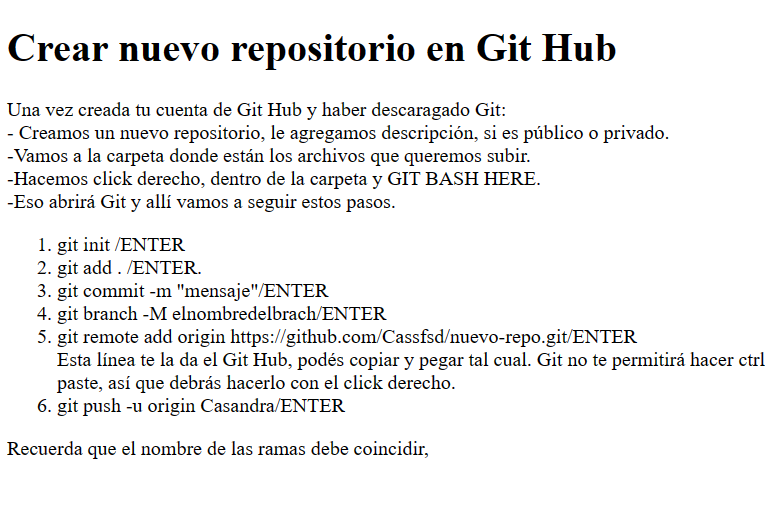 Crear nuevo repositorio en Git Hub
Una vez creada tu cuenta de Git Hub y haber descaragado Git:
- Creamos un nuevo repositorio, le agregamos descripción, si es público o privado.
-Vamos a la carpeta donde están los archivos que queremos subir.
-Hacemos click derecho, dentro de la carpeta y GIT BASH HERE.
-Eso abrirá Git y allí vamos a seguir estos pasos.
1. git init /ENTER
2. git add . /ENTER.
3. git commit -m "mensaje"/ENTER
4. git branch -M elnombredelbrach/ENTER
5. git remote add origin https://github.com/Cassfsd/nuevo-repo.git/ENTER
Esta línea te la da el Git Hub, podés copiar y pegar tal cual. Git no te permitirá hacer ctrl
paste, así que debrás hacerlo con el click derecho.
6. git push -u origin Casandra/ENTER
Recuerda que el nombre de las ramas debe coincidir,